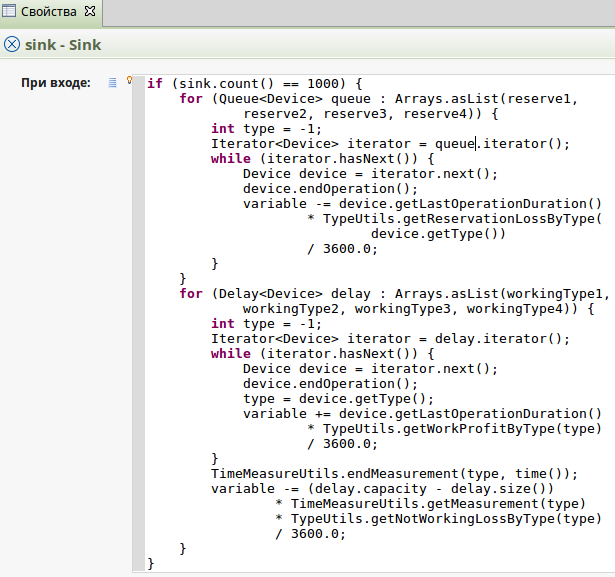 Свойства
sink - Sink
При входе:
if (sink.count() == 1000) {
    for (Queue<Device> queue : Arrays.asList(reserve1,
            reserve2, reserve3, reserve4)) {
        int type = -1;
        Iterator<Device> iterator = queue.iterator();
        while (iterator.hasNext()) {
            Device device = iterator.next();
            device.endOperation();
            variable -= device.getLastOperationDuration()
                    * TypeUtils.getReservationLossByType(
                            device.getType())
                    / 3600.0;
        }
    }
    for (Delay<Device> delay : Arrays.asList(workingType1,
            workingType2, workingType3, workingType4)) {
        int type = -1;
        Iterator<Device> iterator = delay.iterator();
        while (iterator.hasNext()) {
            Device device = iterator.next();
            device.endOperation();
            type = device.getType();
            variable += device.getLastOperationDuration()
                    * TypeUtils.getWorkProfitByType(type)
                    / 3600.0;
        }
        TimeMeasureUtils.endMeasurement(type, time());
        variable -= (delay.capacity - delay.size())
                * TimeMeasureUtils.getMeasurement(type)
                * TypeUtils.getNotWorkingLossByType(type)
                / 3600.0;
    }
}